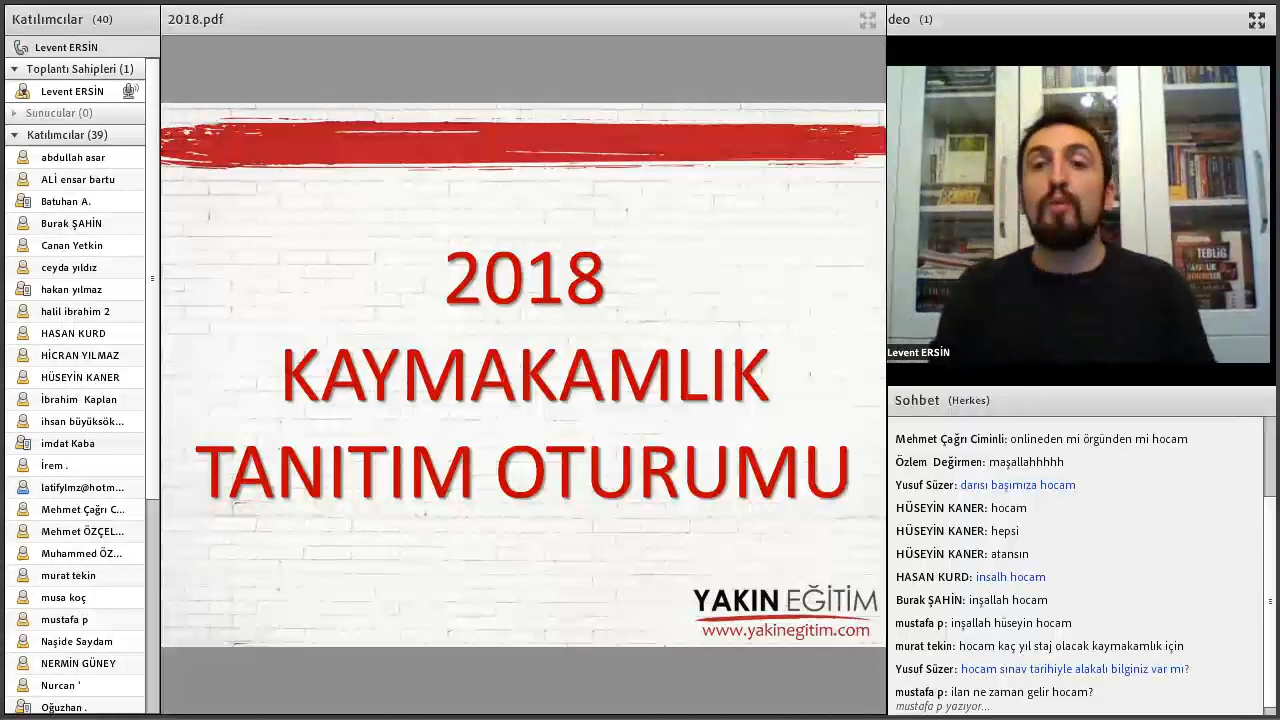 Katılımcılar (40)
Levent ERSİN
Toplantı Sahipleri (1)
Levent ERSİN
Sunucular (0)
Katılımcılar (39)
abdullah asar
ALİ ensar bartu
Batuhan A.
Burak ŞAHİN
Canan Yetkin
ceyda yıldız
hakan yılmaz
halil ibrahim 2
HASAN KURD
HİCRAN YILMAZ
HÜSEYİN KANER
İbrahim Kaplan
ihsan büyüksök...
imdat Kaba
İrem .
latifylmz@hotm...
Mehmet Çağrı C...
Mehmet ÖZÇEL...
Muhammed ÖZ...
murat tekin
musa koç
mustafa p
Naşide Saydam
NERMİN GÜNEY
Nurcan '
Oğuzhan .
2018.pdf
2018
KAYMAKAMLIK
TANITIM OTURUMU
YAKIN EĞİTİM
www.yakinegitim.com
deo (1)
TEBLİĞ
Levent ERSİN
Sohbet (Herkes)
Mehmet Çağrı Ciminli: onlineden mi örgünden mi hocam
Özlem Değirmen: maşallahhhhh
Yusuf Süzer: darısı başımıza hocam
HÜSEYİN KANER: hocam
HÜSEYİN KANER: hepsi
HÜSEYİN KANER: atansın
HASAN KURD: insalh hocam
Burak ŞAHİN: inşallah hocam
mustafa p: inşallah hüseyin hocam
murat tekin: hocam kaç yıl staj olacak kaymakamlık için
Yusuf Süzer: hocam sınav tarihiyle alakalı bilginiz var mı?
mustafa p: ilan ne zaman gelir hocam?
mustafa p yazıyor...